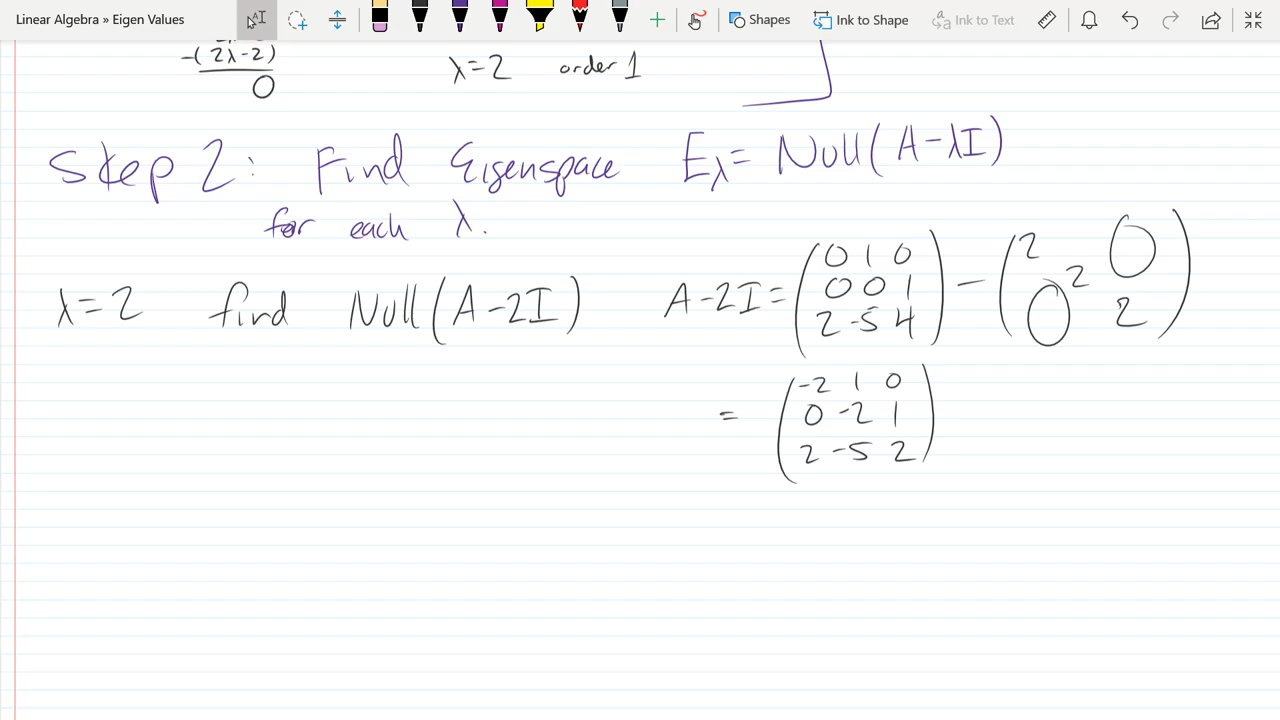 Linear Algebra » Eigen Values
Shapes
Ink to Shape
Ink to Text
-(2λ-2)
0
λ=2 order 1
Step 2: Find Eigenspace E_λ = Null(A-λI)
for each λ.
λ=2 find Null(A-2I) A-2I=
0 1 0
0 0 1
2 -5 4
-
2 0
2
0 2
=
-2 1 0
0 -2 1
2 -5 2